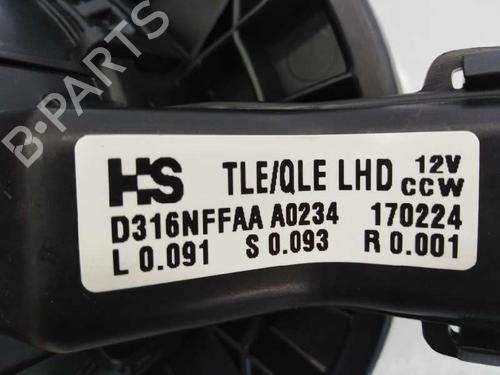 B-PARTS
HS TLE/QLE LHD 12V CCW
D316NFFAA A0234 170224
L 0.091 S 0.093 R 0.001